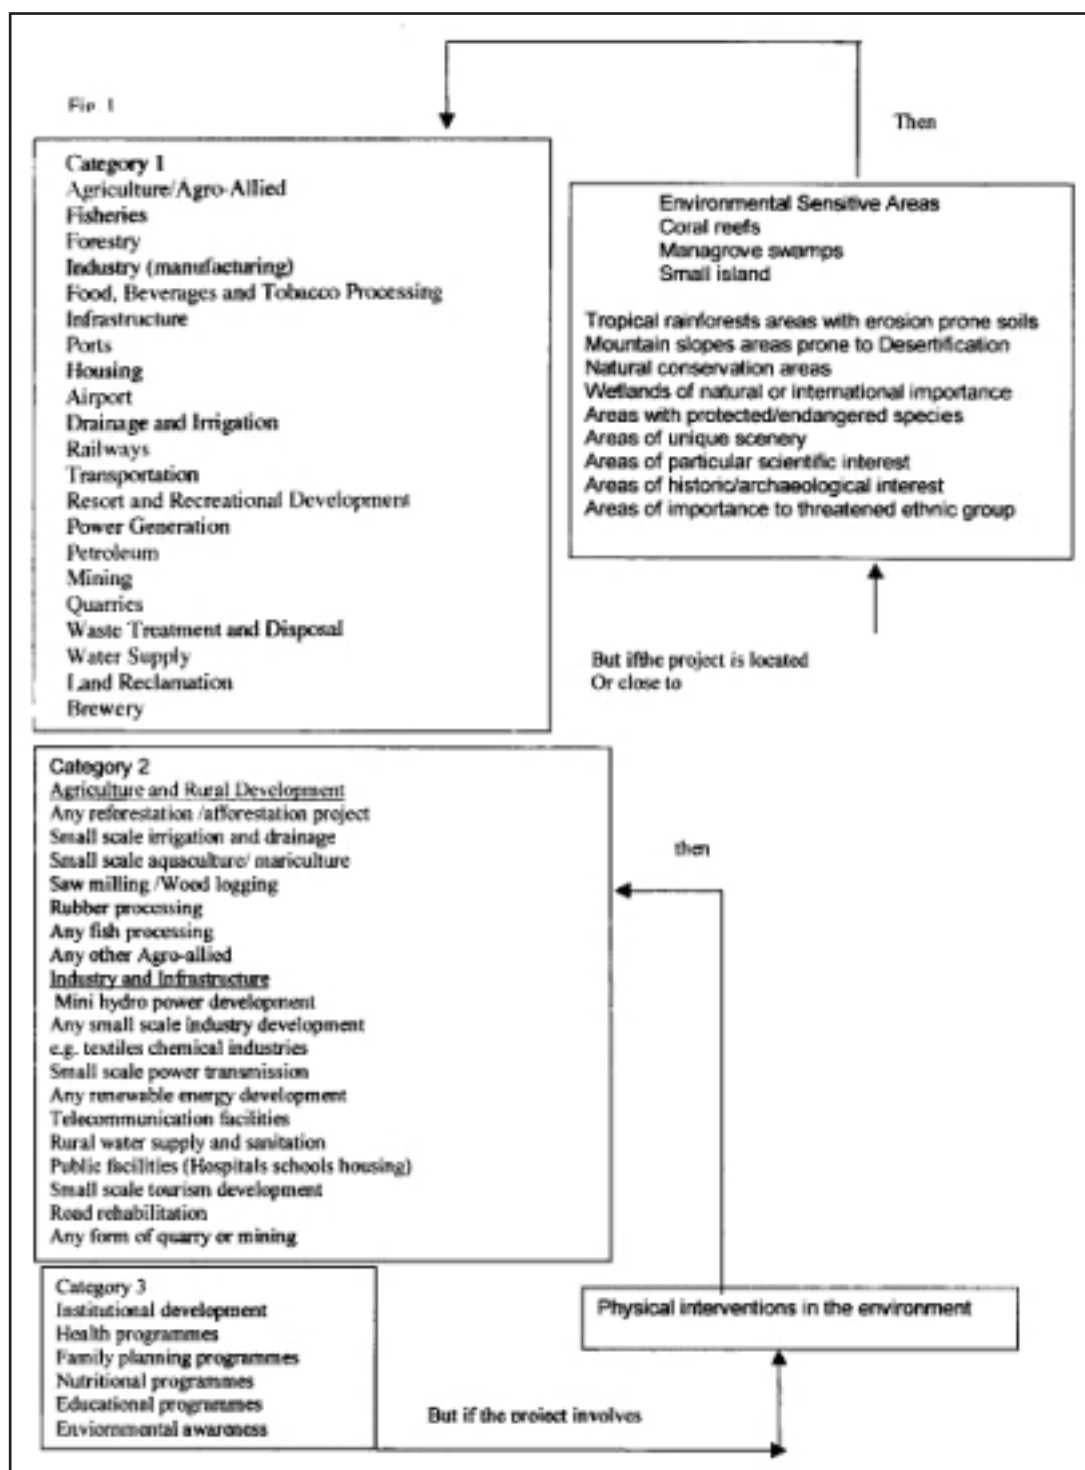 Fig. 1
Then
Category 1
Agriculture/Agro-Allied
Fisheries
Forestry
Industry (manufacturing)
Food, Beverages and Tobacco Processing
Infrastructure
Ports
Housing
Airport
Drainage and Irrigation
Railways
Transportation
Resort and Recreational Development
Power Generation
Petroleum
Mining
Quarries
Waste Treatment and Disposal
Water Supply
Land Reclamation
Brewery
Environmental Sensitive Areas
Coral reefs
Managrove swamps
Small island
Tropical rainforests areas with erosion prone soils
Mountain slopes areas prone to Desertification
Natural conservation areas
Wetlands of natural or international importance
Areas with protected/endangered species
Areas of unique scenery
Areas of particular scientific interest
Areas of historic/archaeological interest
Areas of importance to threatened ethnic group
But ifthe project is located
Or close to
Category 2
Agriculture and Rural Development
Any reforestation /afforestation project
Small scale irrigation and drainage
Small scale aquaculture/ mariculture
Saw milling /Wood logging
Rubber processing
Any fish processing
Any other Agro-allied
Industry and Infrastructure
Mini hydro power development
Any small scale industry development
e.g. textiles chemical industries
Small scale power transmission
Any renewable energy development
Telecommunication facilities
Rural water supply and sanitation
Public facilities (Hospitals schools housing)
Small scale tourism development
Road rehabilitation
Any form of quarry or mining
then
Category 3
Institutional development
Health programmes
Family planning programmes
Nutritional programmes
Educational programmes
Enviornmental awareness
Physical interventions in the environment
But if the project involves